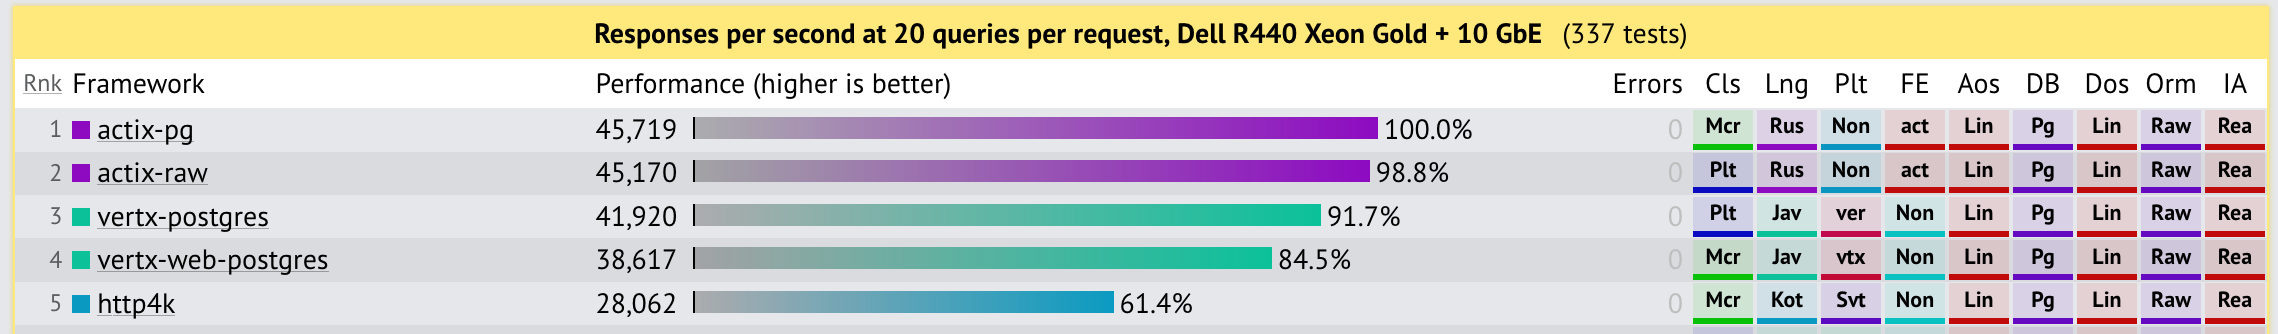 Responses per second at 20 queries per request, Dell R440 Xeon Gold + 10 GbE (337 tests)
Rnk Framework Performance (higher is better) Errors Cls Lng Plt FE Aos DB Dos Orm IA
1 actix-pg 45,719 100.0% 0 Mcr Rus Non act Lin Pg Lin Raw Rea
2 actix-raw 45,170 98.8% 0 Plt Rus Non act Lin Pg Lin Raw Rea
3 vertx-postgres 41,920 91.7% 0 Plt Jav ver Non Lin Pg Lin Raw Rea
4 vertx-web-postgres 38,617 84.5% 0 Mcr Jav vtx Non Lin Pg Lin Raw Rea
5 http4k 28,062 61.4% 0 Mcr Kot Svt Non Lin Pg Lin Raw Rea